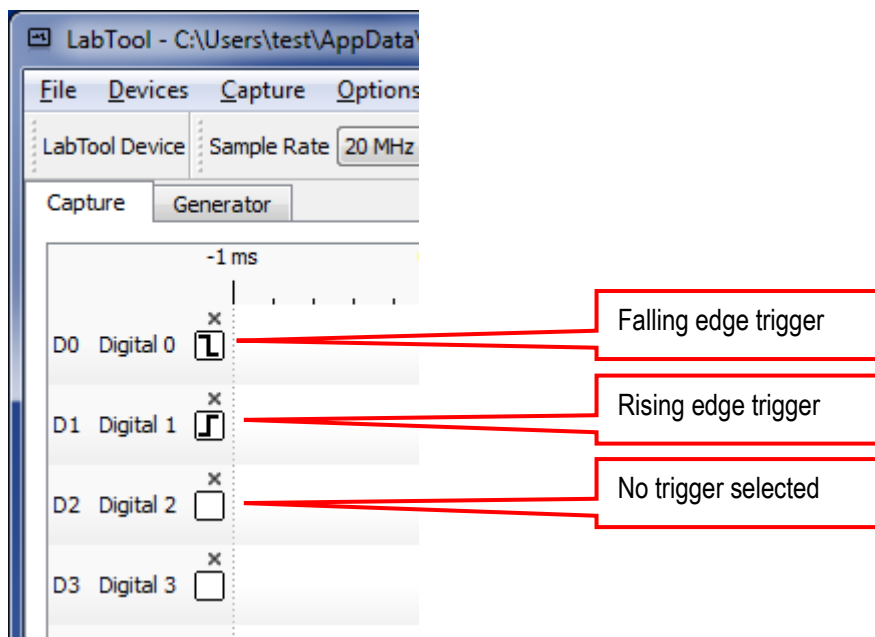 LabTool - C:\Users\test\AppData\
File Devices Capture Options
LabTool Device Sample Rate 20 MHz
Capture Generator
-1 ms
D0 Digital 0
Falling edge trigger
D1 Digital 1
Rising edge trigger
D2 Digital 2
No trigger selected
D3 Digital 3